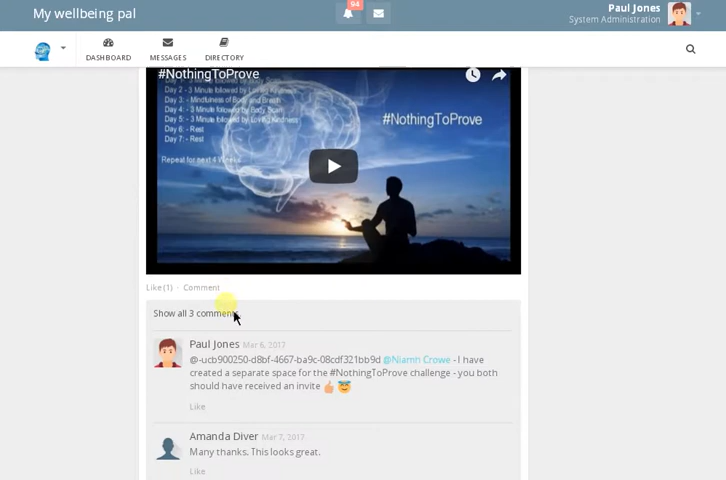 My wellbeing pal
94
Paul Jones
System Administration
DASHBOARD
MESSAGES
DIRECTORY
#NothingToProve
Day 2 - 3 Minute followed by Loving Kindness
Day 3: - Mindfulness of Body and Breath
Day 4: - 3 Minute followed by Body Scan
Day 5: - 3 Minute followed by Loving Kindness
Day 6: - Rest
Day 7: - Rest
Repeat for next 4 Weeks
#NothingToProve
Like (1) · Comment
Show all 3 comments
Paul Jones Mar 6, 2017
@-ucb900250-d8bf-4667-ba9c-08cdf321bb9d @Niamh Crowe - I have
created a separate space for the #NothingToProve challenge - you both
should have received an invite
Like
Amanda Diver Mar 7, 2017
Many thanks. This looks great.
Like